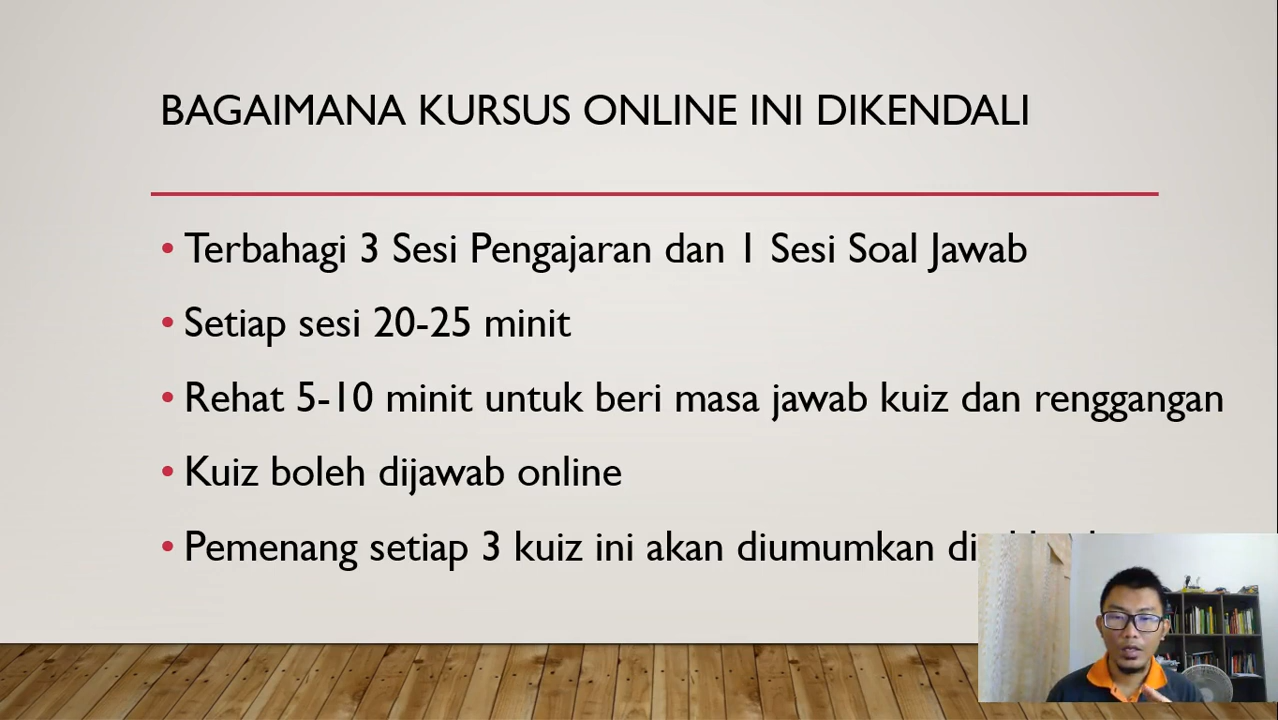 BAGAIMANA KURSUS ONLINE INI DIKENDALI
• Terbahagi 3 Sesi Pengajaran dan 1 Sesi Soal Jawab
• Setiap sesi 20-25 minit
• Rehat 5-10 minit untuk beri masa jawab kuiz dan renggangan
• Kuiz boleh dijawab online
• Pemenang setiap 3 kuiz ini akan diumumkan